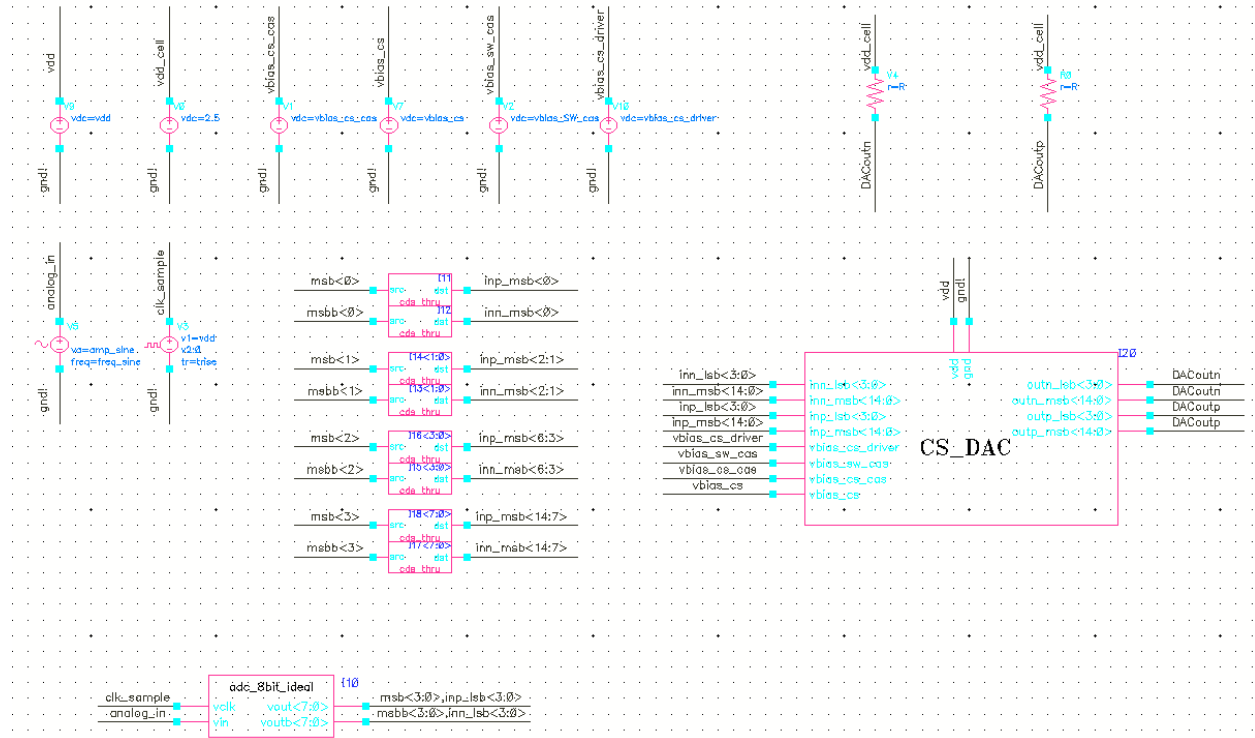 vdd
vdd_cell
vbias_cs_cas
vbias_cs
vbias_sw_cas
vbias_cs_driver
V9
vdc=vdd
vdc=2.5
V1
vdc=vbias_cs_cas
V7
vdc=vbias_cs
V2
vdc=vbias_SW_cas
V10
vdc=vbias_cs_driver
gnd!
gnd!
gnd!
gnd!
gnd!
gnd!
vdd_cell
r=R
DACoutn
vdd_cell
r=R
DACoutp
analog_in
V5
va=amp_sine
freq=freq_sine
gnd!
clk_sample
V3
v1=vdd
v2:0
tr=trise
gnd!
msb<0> I11 inp_msb<0>
src dst
cds_thru
msbb<0> I12 inn_msb<0>
src dst
cds_thru
msb<1> I14<1:0> inp_msb<2:1>
src dst
cds_thru
msbb<1> I13<1:0> inn_msb<2:1>
src dst
cds_thru
msb<2> I16<3:0> inp_msb<6:3>
src dst
cds_thru
msbb<2> I15<3:0> inn_msb<6:3>
src dst
cds_thru
msb<3> I18<7:0> inp_msb<14:7>
src dst
cds_thru
msbb<3> I17<7:0> inn_msb<14:7>
src dst
cds_thru
vdd
gnd!
I20
vdd
gnd
inn_lsb<3:0> inn_lsb<3:0> outn_lsb<3:0> DACoutn
inn_msb<14:0> inn_msb<14:0> outn_msb<14:0> DACoutn
inp_lsb<3:0> inp_lsb<3:0> outp_lsb<3:0> DACoutp
inp_msb<14:0> inp_msb<14:0> outp_msb<14:0> DACoutp
vbias_cs_driver vbias_cs_driver
CS_DAC
vbias_sw_cas vbias_sw_cas
vbias_cs_cas vbias_cs_cas
vbias_cs vbias_cs
adc_8bit_ideal I10
clk_sample vclk vout<7:0> msb<3:0>,inp_lsb<3:0>
analog_in vin voutb<7:0> msbb<3:0>,inn_lsb<3:0>